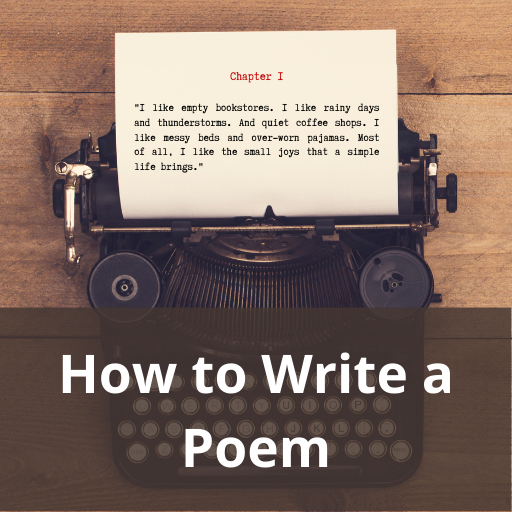 Chapter I
"I like empty bookstores. I like rainy days
and thunderstorms. And quiet coffee shops. I
like messy beds and over-worn pajamas. Most
of all, I like the small joys that a simple
life brings."
How to Write a
Poem